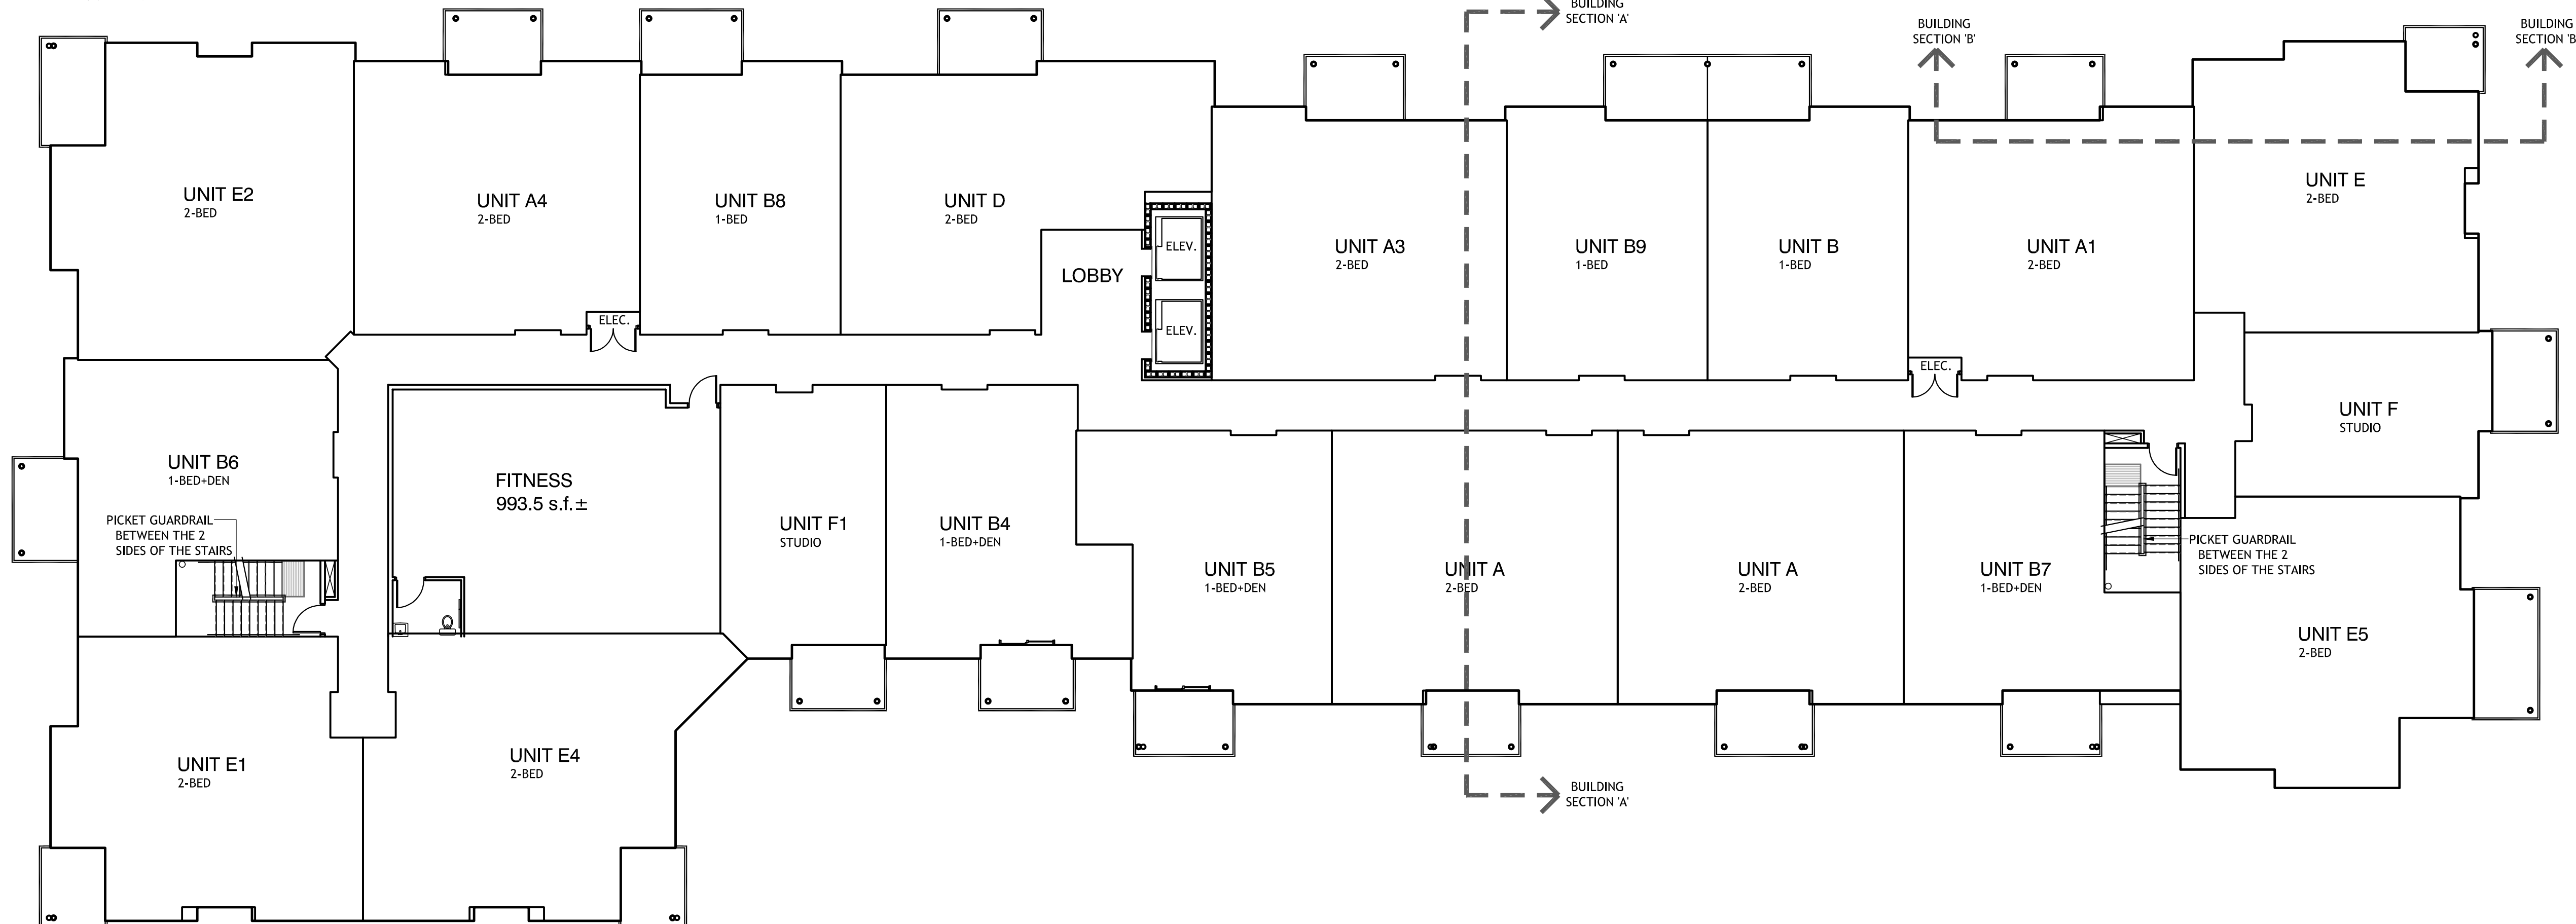 BUILDING
SECTION 'A'
BUILDING
SECTION 'B'
BUILDING
SECTION 'B'
UNIT E2
2-BED
UNIT A4
2-BED
UNIT B8
1-BED
UNIT D
2-BED
UNIT E
2-BED
ELEV.
LOBBY
ELEV.
ELEC.
UNIT A3
2-BED
UNIT B9
1-BED
UNIT B
1-BED
UNIT A1
2-BED
ELEC.
UNIT F
STUDIO
UNIT B6
1-BED+DEN
PICKET GUARDRAIL
BETWEEN THE 2
SIDES OF THE STAIRS
FITNESS
993.5 s.f.±
UNIT F1
STUDIO
UNIT B4
1-BED+DEN
UNIT B5
1-BED+DEN
UNIT A
2-BED
UNIT A
2-BED
UNIT B7
1-BED+DEN
PICKET GUARDRAIL
BETWEEN THE 2
SIDES OF THE STAIRS
UNIT E5
2-BED
UNIT E1
2-BED
UNIT E4
2-BED
BUILDING
SECTION 'A'